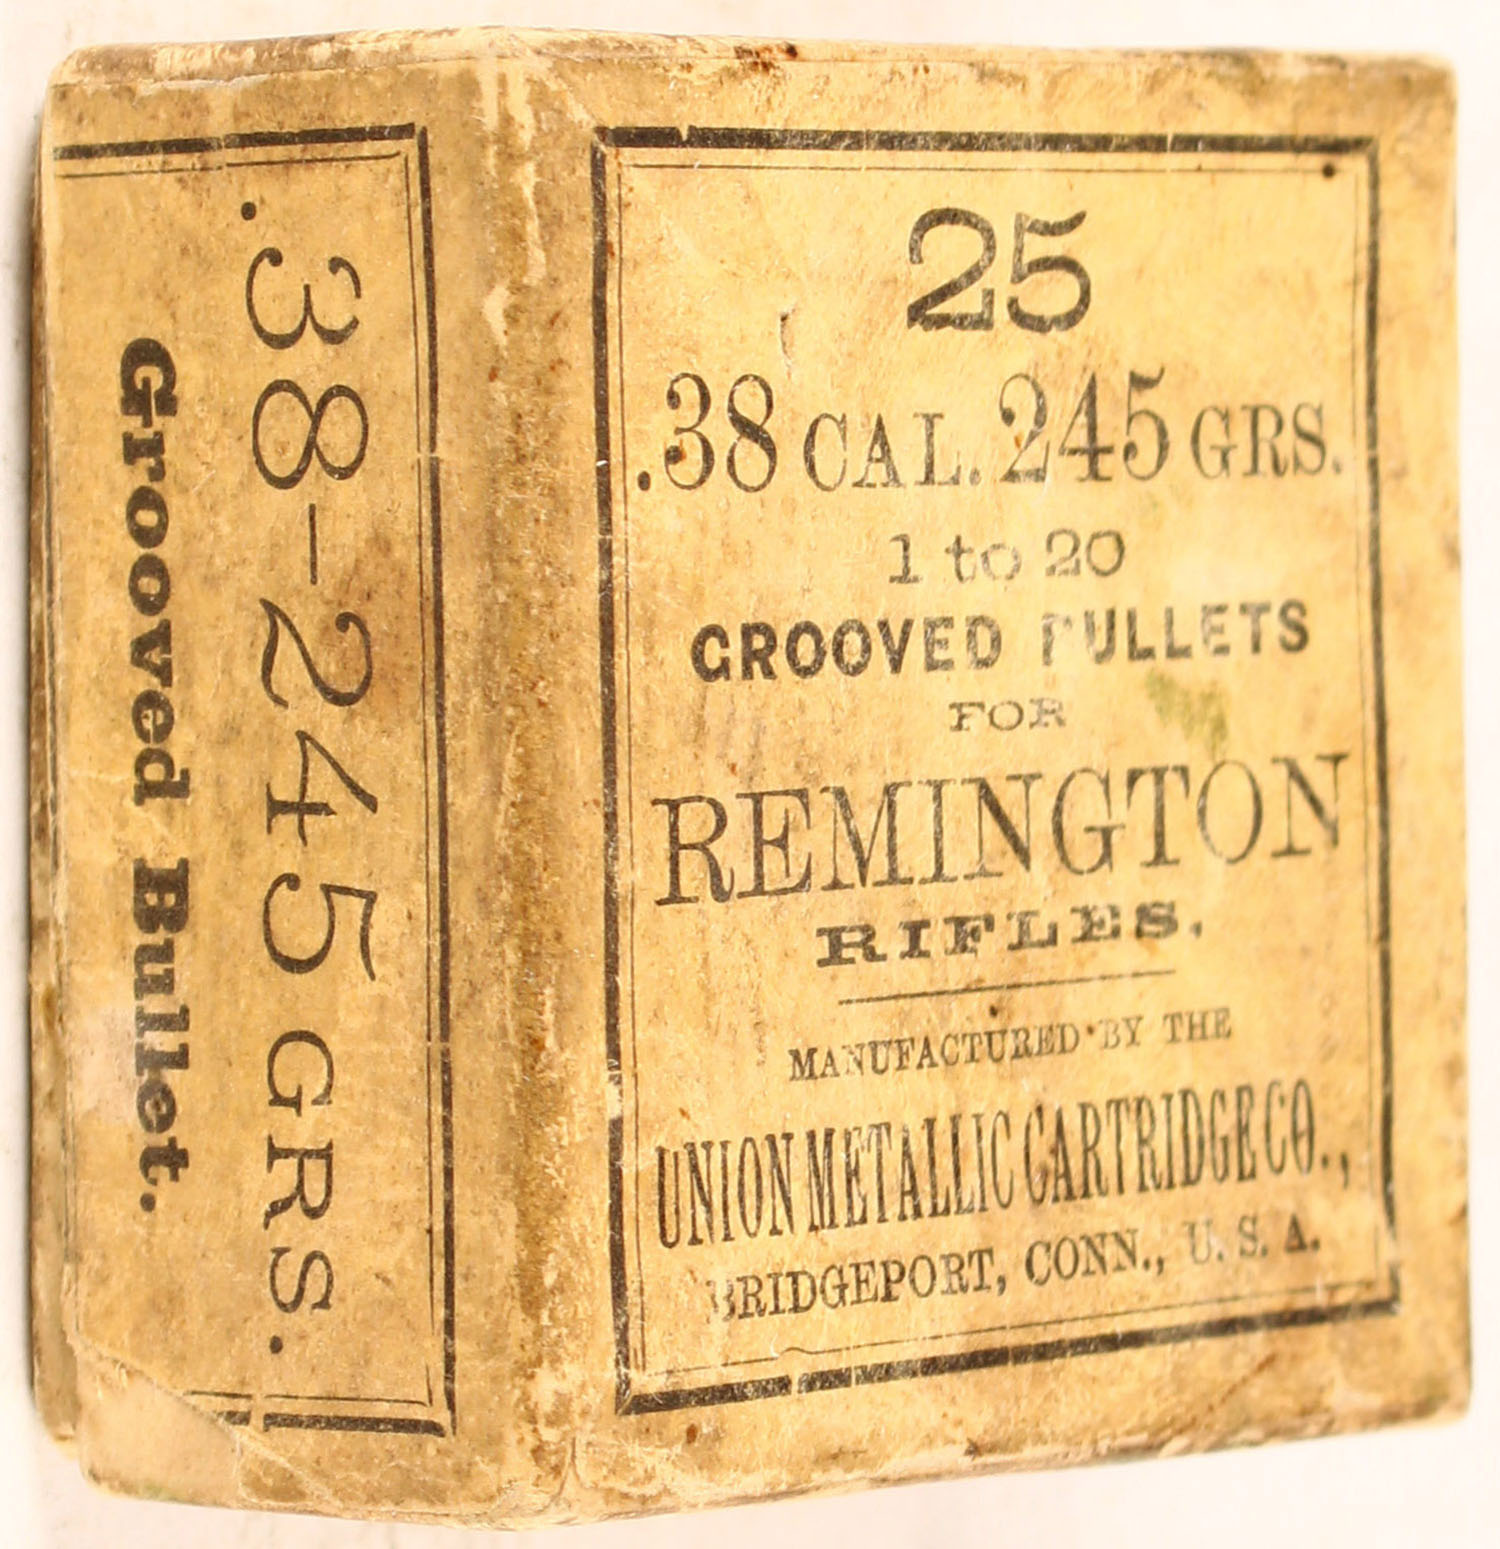 25
.38 CAL. 245 GRS.
1 to 20
GROOVED BULLETS
FOR
REMINGTON
RIFLES.
MANUFACTURED BY THE
UNION METALLIC CARTRIDGE CO.,
BRIDGEPORT, CONN., U. S. A.
.38-245 GRS.
Grooved Bullet.